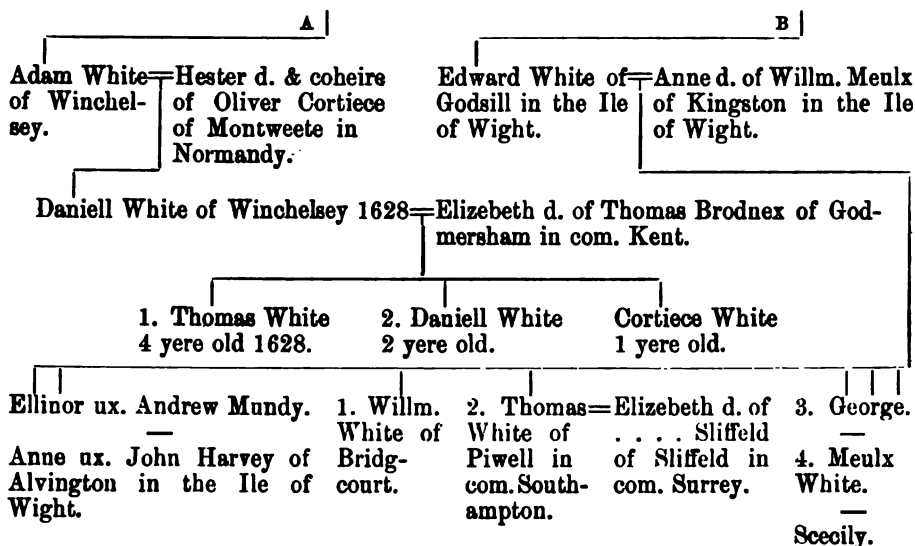 A B
Adam White=Hester d. & coheire
of Winchel- of Oliver Cortiece
sey. of Montweete in
Normandy.
Edward White of=Anne d. of Willm. Meulx
Godsill in the Ile of Kingston in the Ile
of Wight. of Wight.
Daniell White of Winchelsey 1628=Elizebeth d. of Thomas Brodnex of God-
mersham in com. Kent.
1. Thomas White
4 yere old 1628.
2. Daniell White
2 yere old.
Cortiece White
1 yere old.
Ellinor ux. Andrew Mundy.
—
Anne ux. John Harvey of
Alvington in the Ile of
Wight.
1. Willm.
White of
Bridg-
court.
2. Thomas=Elizebeth d. of
White of . . . . Sliffeld
Piwell in of Sliffeld in
com. South- com. Surrey.
ampton.
3. George.
—
4. Meulx
White.
—
Scecily.